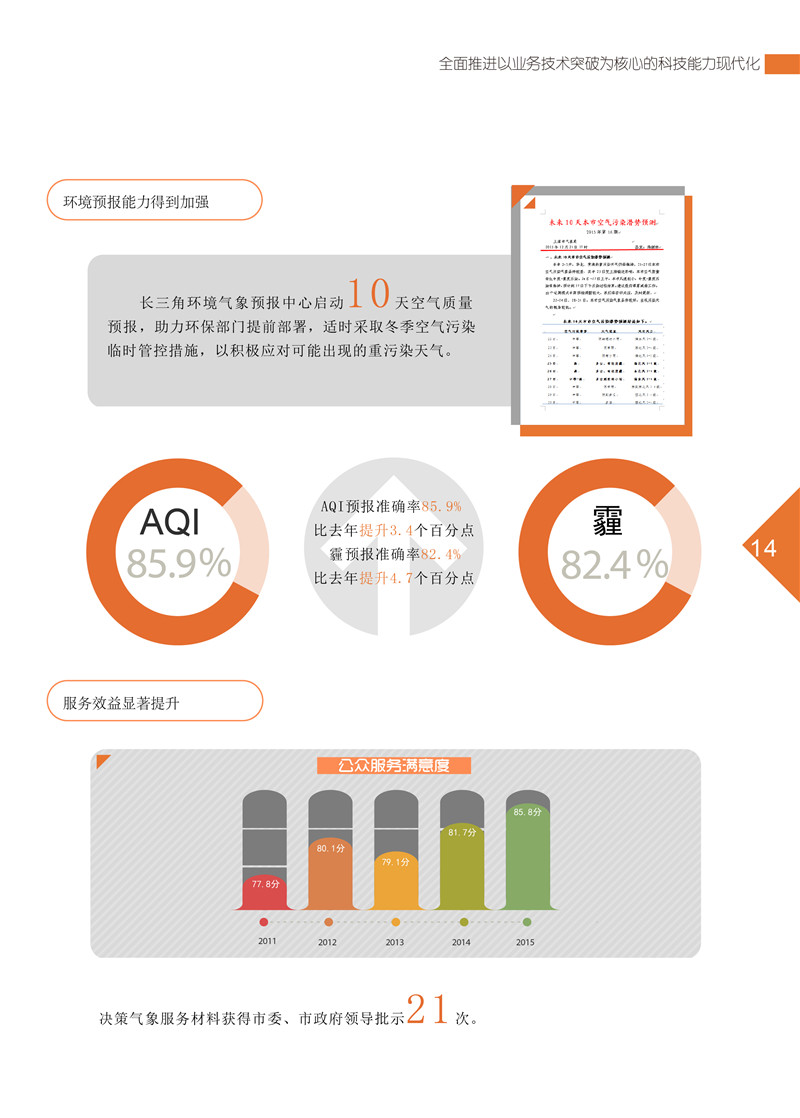 全面推进以业务技术突破为核心的科技能力现代化
环境预报能力得到加强
长三角环境气象预报中心启动10天空气质量
预报，助力环保部门提前部署，适时采取冬季空气污染
临时管控措施，以积极应对可能出现的重污染天气。
未来10天本市空气污染潜势预测
AQI
85.9%
AQI预报准确率85.9%
比去年提升3.4个百分点
霾预报准确率82.4%
比去年提升4.7个百分点
霾
82.4%
14
服务效益显著提升
公众服务满意度
77.8分
80.1分
79.1分
81.7分
85.8分
2011
2012
2013
2014
2015
决策气象服务材料获得市委、市政府领导批示21次。